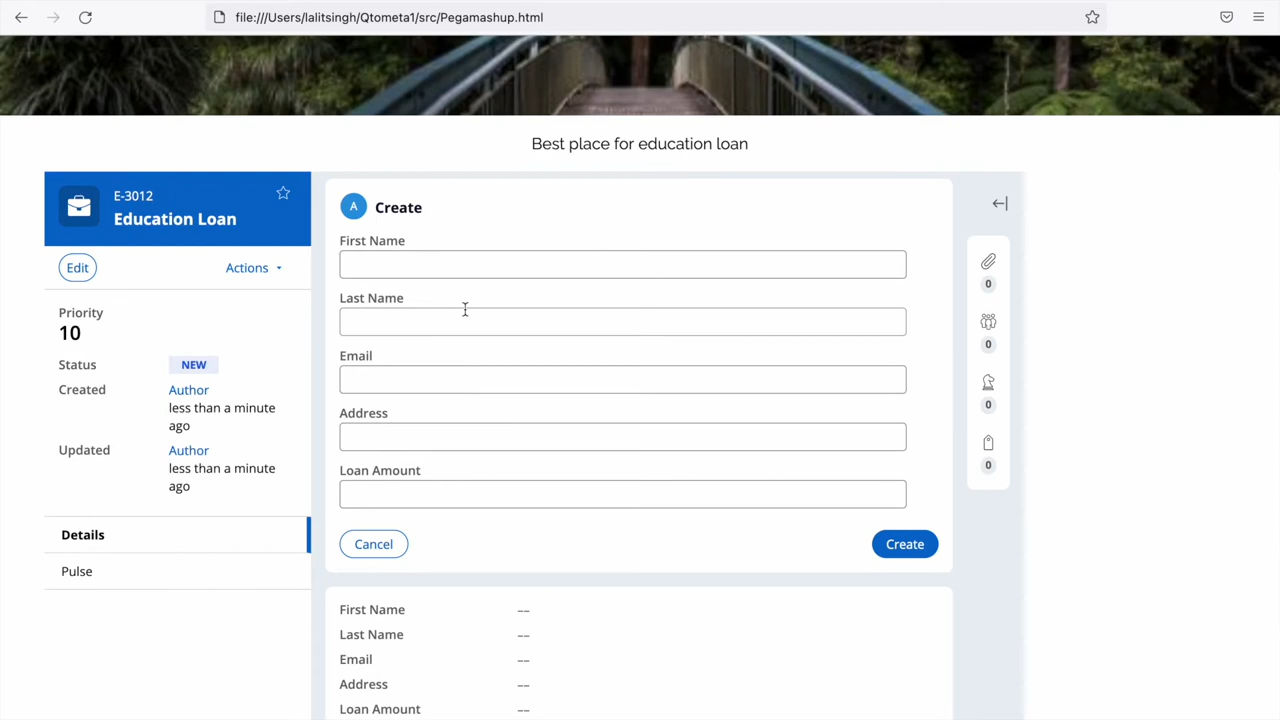 file:///Users/lalitsingh/Qtometa1/src/Pegamashup.html
Best place for education loan
E-3012
Education Loan
Edit
Actions
Priority
10
Status NEW
Created Author
less than a minute
ago
Updated Author
less than a minute
ago
Details
Pulse
A Create
First Name
Last Name
Email
Address
Loan Amount
Cancel Create
First Name --
Last Name --
Email --
Address --
Loan Amount --
0
0
0
0